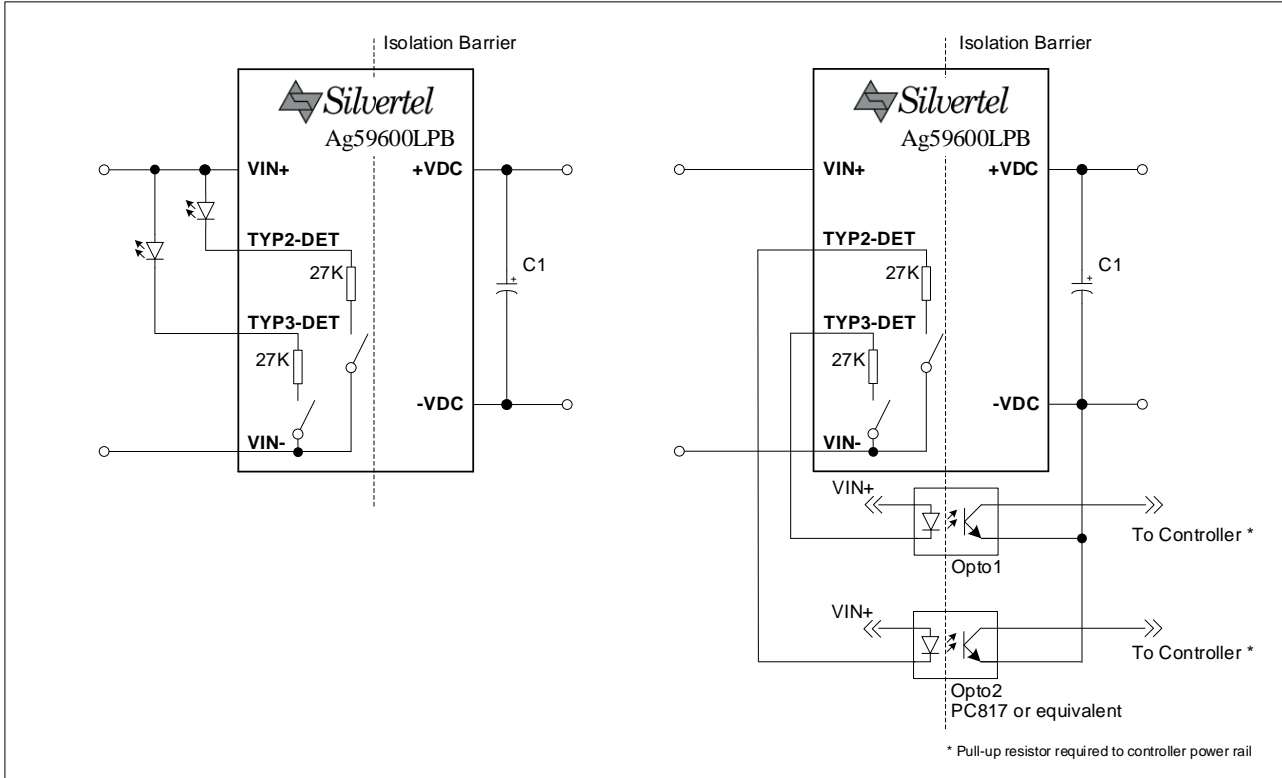 Isolation Barrier
Silvertel
Ag59600LPB
VIN+
+VDC
TYP2-DET
27K
C1
TYP3-DET
27K
-VDC
VIN-
Isolation Barrier
Silvertel
Ag59600LPB
VIN+
+VDC
TYP2-DET
27K
C1
TYP3-DET
27K
-VDC
VIN-
VIN+
To Controller *
Opto1
VIN+
To Controller *
Opto2
PC817 or equivalent
* Pull-up resistor required to controller power rail